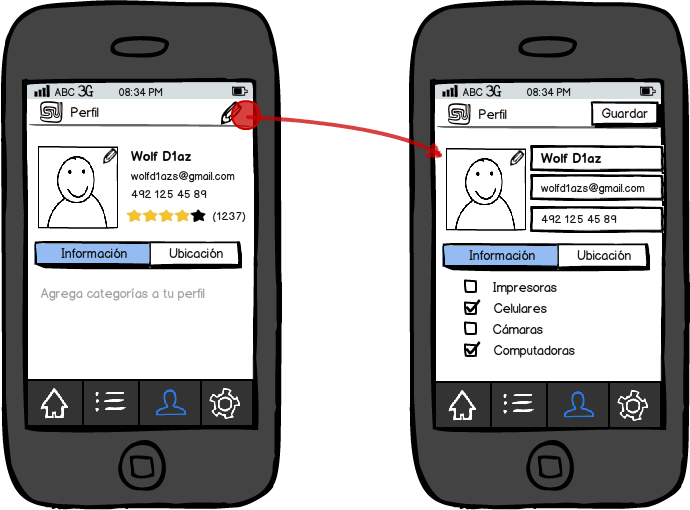 ABC 3G 08:34 PM
Perfil
Wolf D1az
wolfd1azs@gmail.com
492 125 45 89
(1237)
Información Ubicación
Agrega categorías a tu perfil
ABC 3G 08:34 PM
Perfil Guardar
Wolf D1az
wolfd1azs@gmail.com
492 125 45 89
Información Ubicación
Impresoras
Celulares
Cámaras
Computadoras